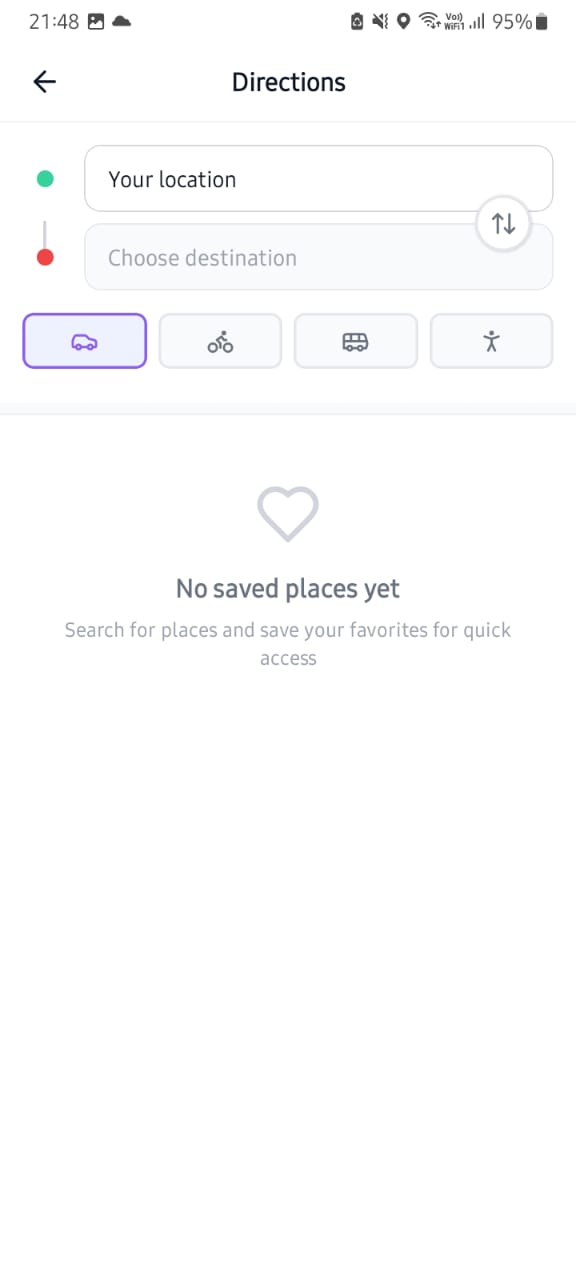 21:48
Vo))
WiFi1
95%
Directions
Your location
Choose destination
No saved places yet
Search for places and save your favorites for quick
access